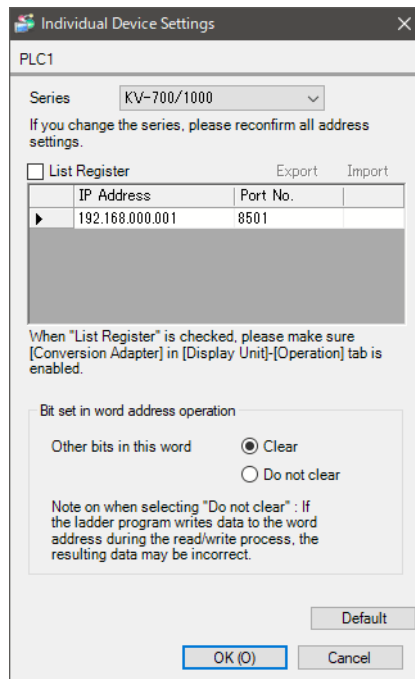 Individual Device Settings
PLC1
Series KV-700/1000
If you change the series, please reconfirm all address
settings.
List Register Export Import
IP Address Port No.
192.168.000.001 8501
When "List Register" is checked, please make sure
[Conversion Adapter] in [Display Unit]-[Operation] tab is
enabled.
Bit set in word address operation
Other bits in this word Clear
Do not clear
Note on when selecting "Do not clear" : If
the ladder program writes data to the word
address during the read/write process, the
resulting data may be incorrect.
Default
OK (O) Cancel